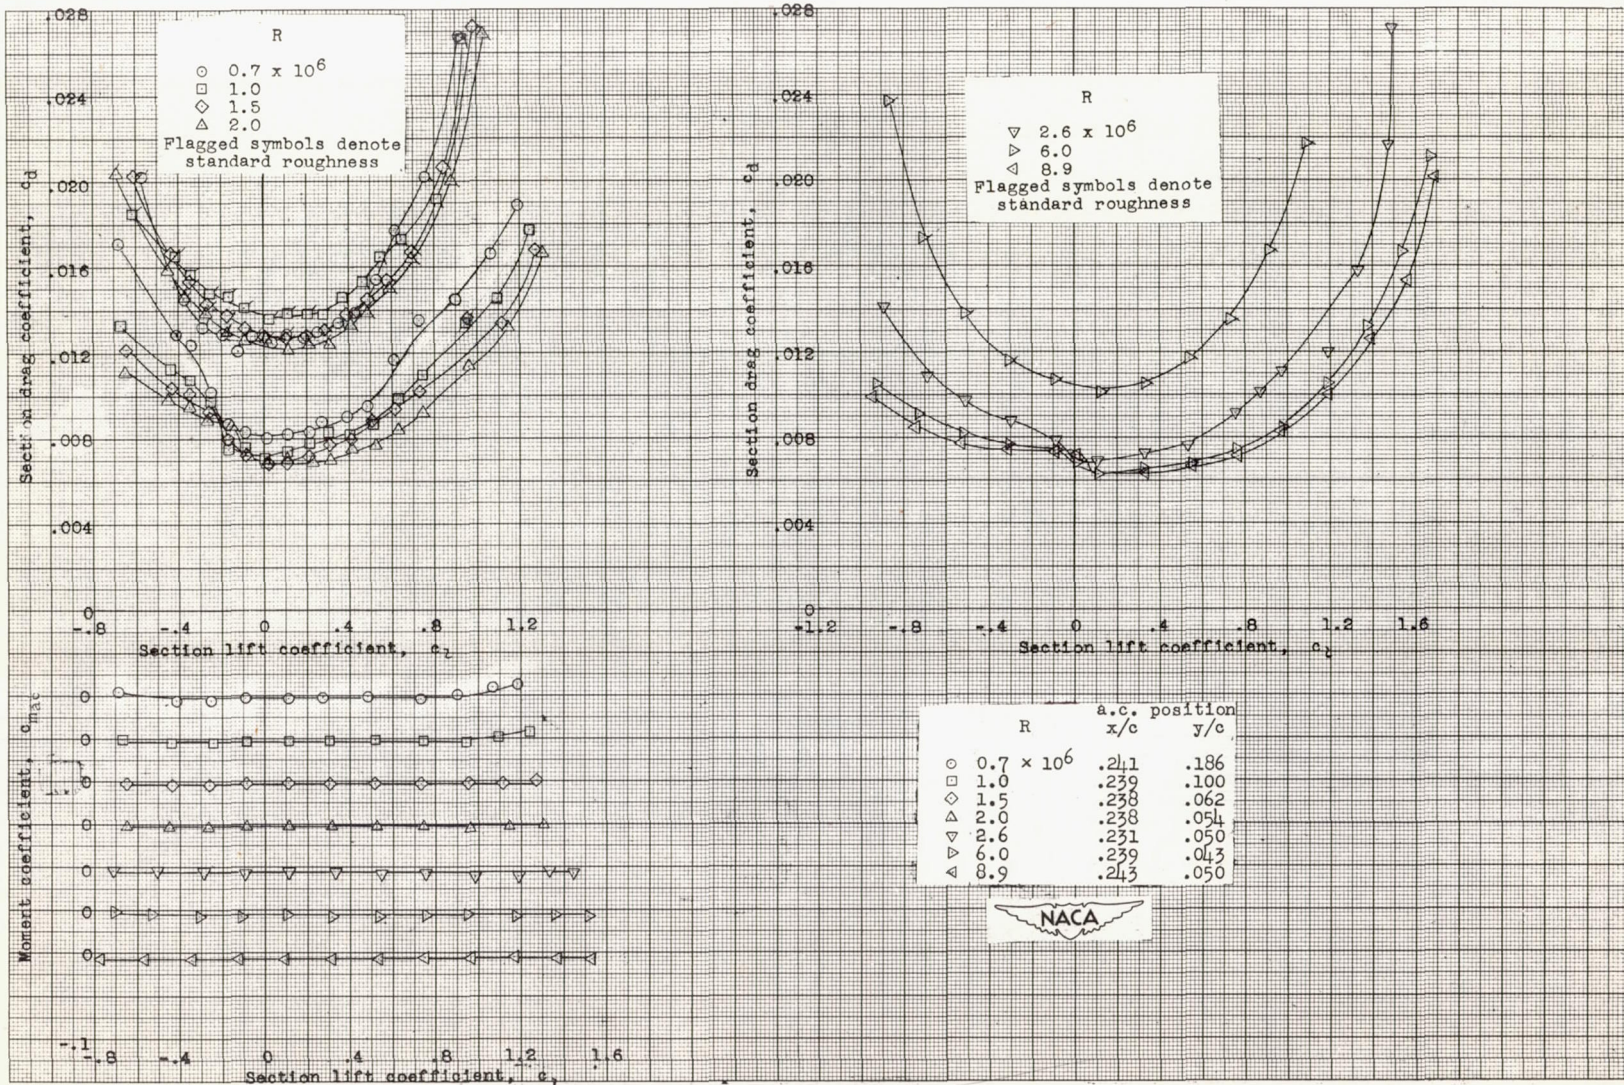 .028
R
○ 0.7 x 10⁶
□ 1.0
◇ 1.5
△ 2.0
Flagged symbols denote
standard roughness
.024
.020
.016
.012
.008
.004
0
Section drag coefficient, c_d
-.8 -.4 0 .4 .8 1.2
Section lift coefficient, c_l
.028
R
▽ 2.6 x 10⁶
▷ 6.0
◁ 8.9
Flagged symbols denote
standard roughness
.024
.020
.016
.012
.008
.004
0
Section drag coefficient, c_d
-1.2 -.8 -.4 0 .4 .8 1.2 1.6
Section lift coefficient, c_l
0
0
0
0
0
0
0
-.1
Moment coefficient, c_mac
-.8 -.4 0 .4 .8 1.2 1.6
Section lift coefficient, c_l
a.c. position
R x/c y/c
○ 0.7 × 10⁶ .241 .186
□ 1.0 .239 .100
◇ 1.5 .238 .062
△ 2.0 .238 .054
▽ 2.6 .231 .050
▷ 6.0 .239 .043
◁ 8.9 .243 .050
NACA